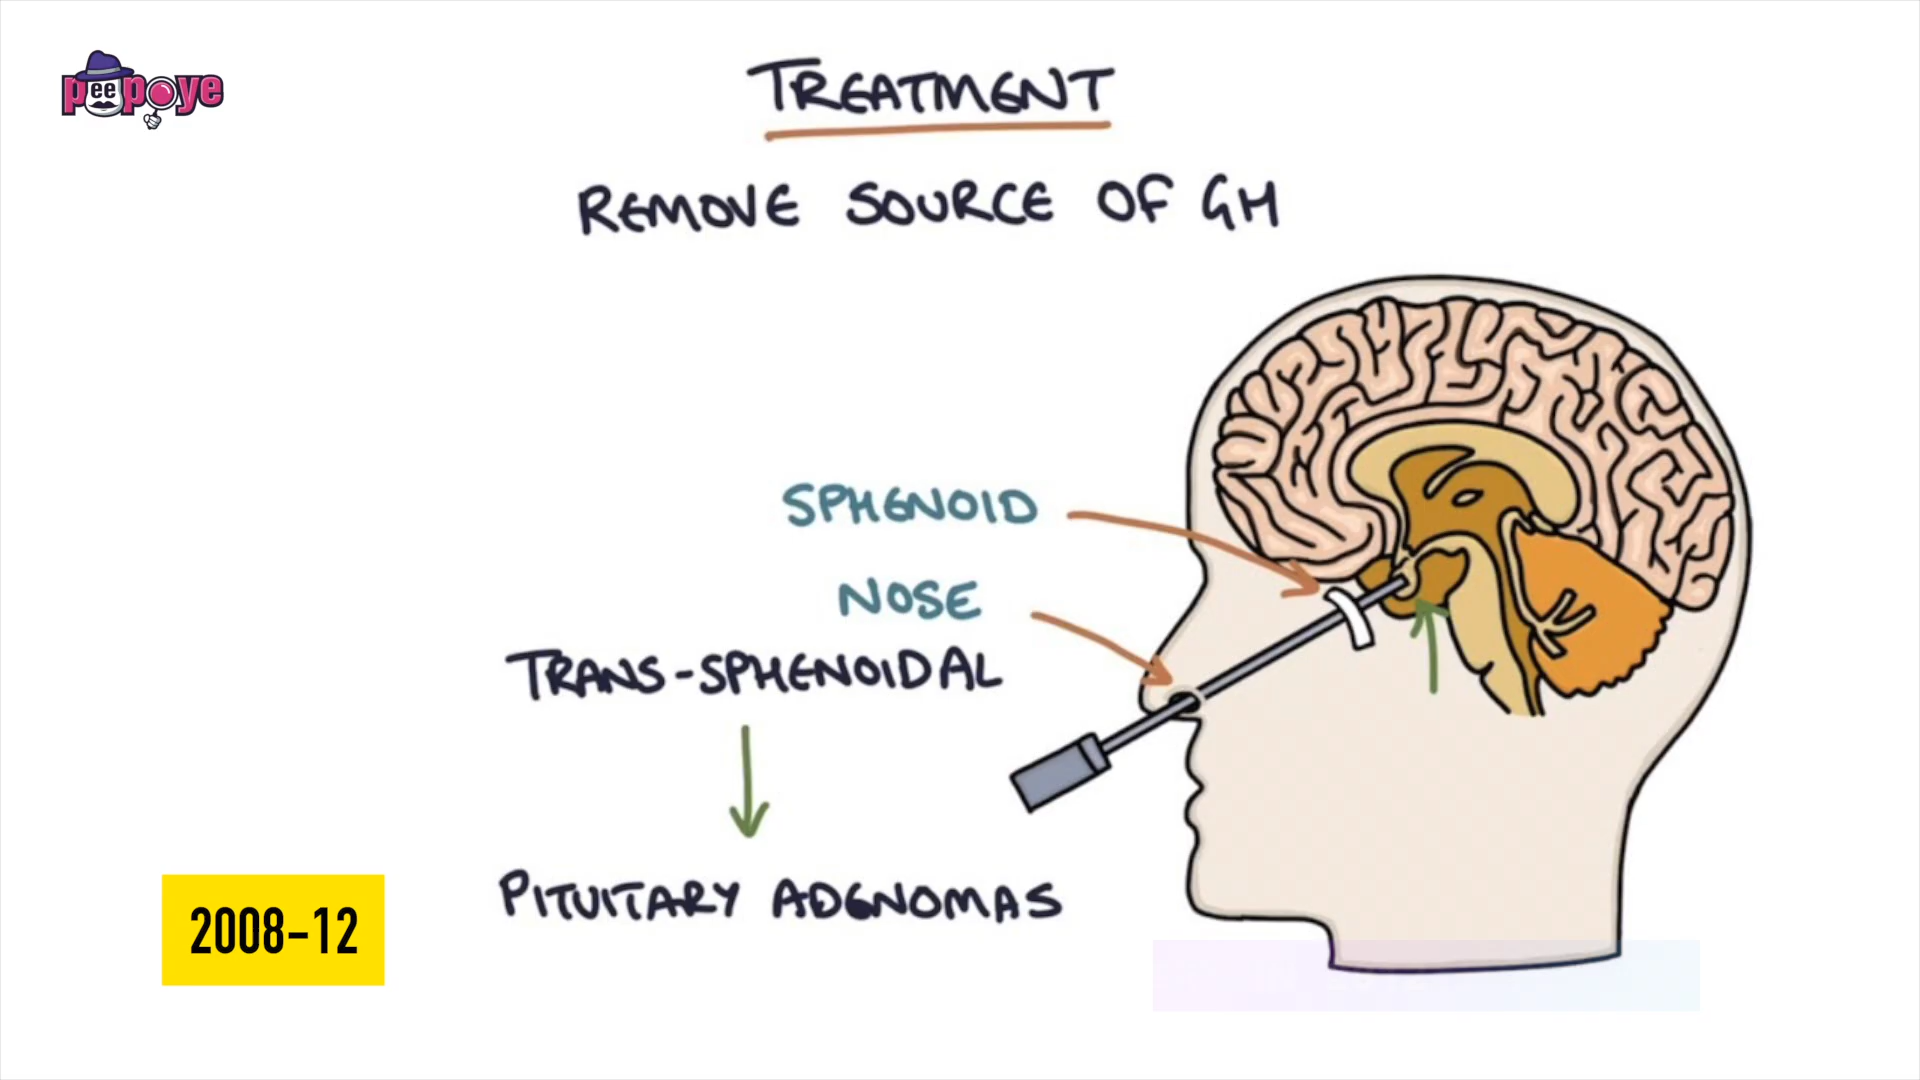 peepoye
TREATMENT
REMOVE SOURCE OF GH
SPHENOID
NOSE
TRANS-SPHENOIDAL
PITUITARY ADENOMAS
2008-12